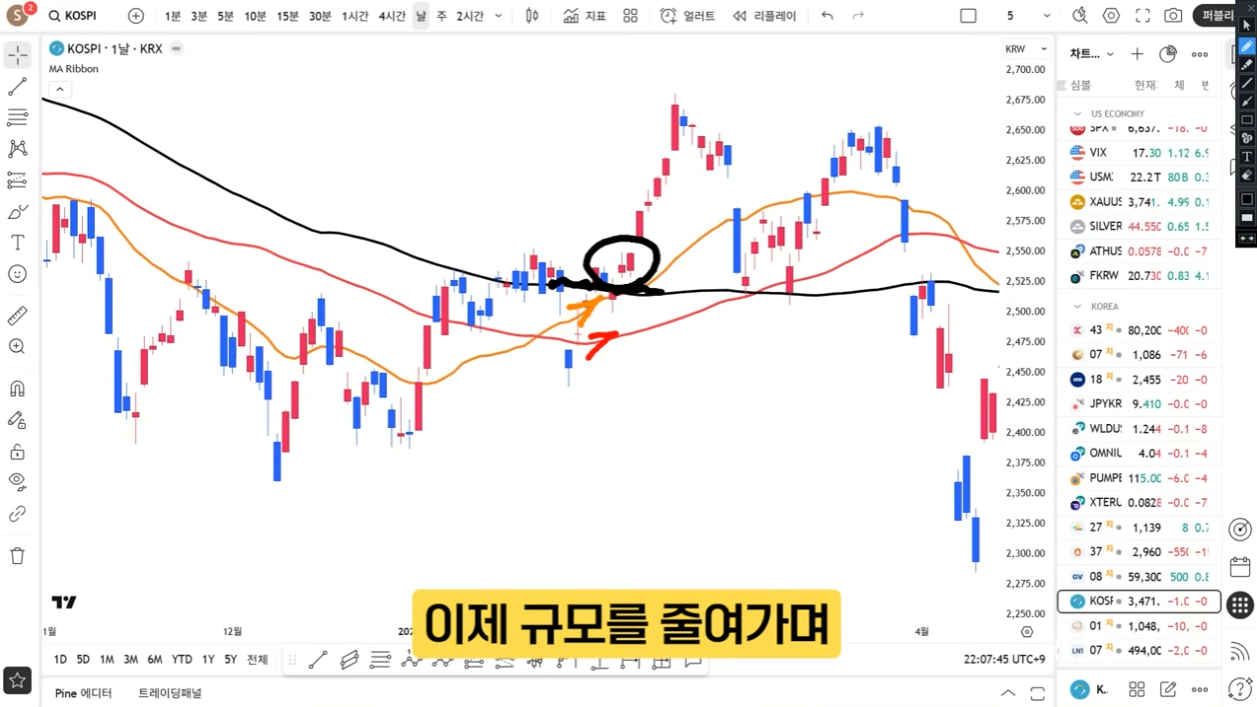 S 2 KOSPI 1분 3분 5분 10분 15분 30분 1시간 4시간 날 주 2시간 지표 얼러트 리플레이 5 퍼블리
KOSPI · 1날 · KRX
MA Ribbon
KRW
2,700.00
2,675.00
2,650.00
2,625.00
2,600.00
2,575.00
2,550.00
2,525.00
2,500.00
2,475.00
2,450.00
2,425.00
2,400.00
2,375.00
2,350.00
2,325.00
2,300.00
2,275.00
2,250.00
차트...
심볼 현재 체
US ECONOMY
SPX 6,637. -18. -0
VIX 17.30 1.12 6.9
USM 22.2T 80B 0.3
XAUUS 3,741. 4.99 0.1
SILVER 44.550 0.65 1.5
ATHUS 0.0578 -0.0 -7
FKRW 20.730 0.83 4.1
KOREA
43 지 80,200 -400 -0
07 지 1,086 -71 -6
18 지 2,455 -20 -0
JPYKR 9.410 -0.0 -0
WLDU 1.244 -0.1 -8
OMNIU 4.04 -0.1 -4
PUMPE 115.00 -6.0 -4
XTERU 0.0828 -0.0 -7
27 지 1,139 8 0.7
37 지 2,960 -550 -1
08 지 59,300 500 0.8
KOSF 3,471. -1.0 -0
01 지 1,048, -10, -0
07 지 494,00 -2,0 -0
이제 규모를 줄여가며
1월 12월 202 4월
1D 5D 1M 3M 6M YTD 1Y 5Y 전체
22:07:45 UTC+9
Pine 에디터 트레이딩패널
K.